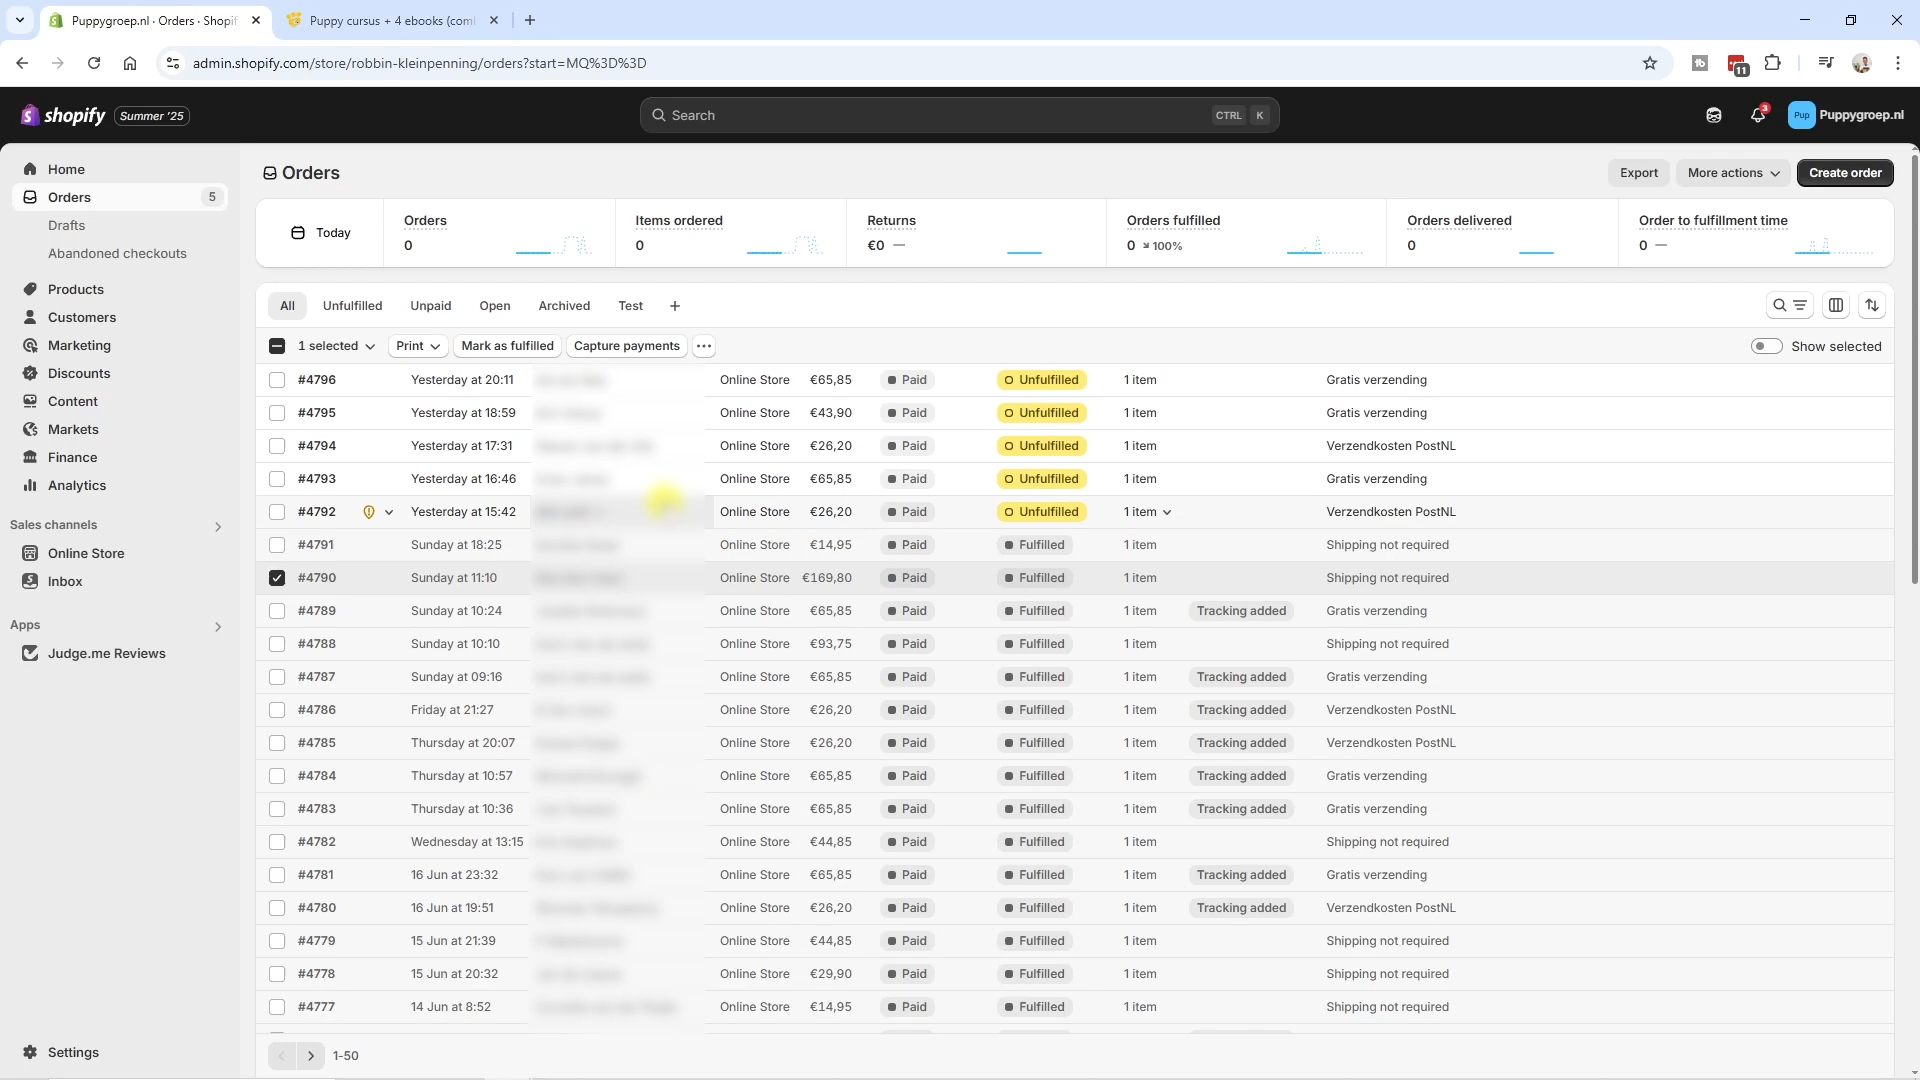 Puppygroep.nl · Orders · Shopif
Puppy cursus + 4 ebooks (com
admin.shopify.com/store/robbin-kleinpenning/orders?start=MQ%3D%3D
11
shopify Summer '25
Search CTRL K
3
Pup Puppygroep.nl
Home
Orders 5
Drafts
Abandoned checkouts
Products
Customers
Marketing
Discounts
Content
Markets
Finance
Analytics
Sales channels
Online Store
Inbox
Apps
Judge.me Reviews
Settings
Orders
Export More actions Create order
Today
Orders
0
Items ordered
0
Returns
€0 —
Orders fulfilled
0 100%
Orders delivered
0
Order to fulfillment time
0 —
All Unfulfilled Unpaid Open Archived Test +
1 selected Print Mark as fulfilled Capture payments Show selected
#4796 Yesterday at 20:11 Online Store €65,85 Paid Unfulfilled 1 item Gratis verzending
#4795 Yesterday at 18:59 Online Store €43,90 Paid Unfulfilled 1 item Gratis verzending
#4794 Yesterday at 17:31 Online Store €26,20 Paid Unfulfilled 1 item Verzendkosten PostNL
#4793 Yesterday at 16:46 Online Store €65,85 Paid Unfulfilled 1 item Gratis verzending
#4792 Yesterday at 15:42 Online Store €26,20 Paid Unfulfilled 1 item Verzendkosten PostNL
#4791 Sunday at 18:25 Online Store €14,95 Paid Fulfilled 1 item Shipping not required
#4790 Sunday at 11:10 Online Store €169,80 Paid Fulfilled 1 item Shipping not required
#4789 Sunday at 10:24 Online Store €65,85 Paid Fulfilled 1 item Tracking added Gratis verzending
#4788 Sunday at 10:10 Online Store €93,75 Paid Fulfilled 1 item Shipping not required
#4787 Sunday at 09:16 Online Store €65,85 Paid Fulfilled 1 item Tracking added Gratis verzending
#4786 Friday at 21:27 Online Store €26,20 Paid Fulfilled 1 item Tracking added Verzendkosten PostNL
#4785 Thursday at 20:07 Online Store €26,20 Paid Fulfilled 1 item Tracking added Verzendkosten PostNL
#4784 Thursday at 10:57 Online Store €65,85 Paid Fulfilled 1 item Tracking added Gratis verzending
#4783 Thursday at 10:36 Online Store €65,85 Paid Fulfilled 1 item Tracking added Gratis verzending
#4782 Wednesday at 13:15 Online Store €44,85 Paid Fulfilled 1 item Shipping not required
#4781 16 Jun at 23:32 Online Store €65,85 Paid Fulfilled 1 item Tracking added Gratis verzending
#4780 16 Jun at 19:51 Online Store €26,20 Paid Fulfilled 1 item Tracking added Verzendkosten PostNL
#4779 15 Jun at 21:39 Online Store €44,85 Paid Fulfilled 1 item Shipping not required
#4778 15 Jun at 20:32 Online Store €29,90 Paid Fulfilled 1 item Shipping not required
#4777 14 Jun at 8:52 Online Store €14,95 Paid Fulfilled 1 item Shipping not required
1-50